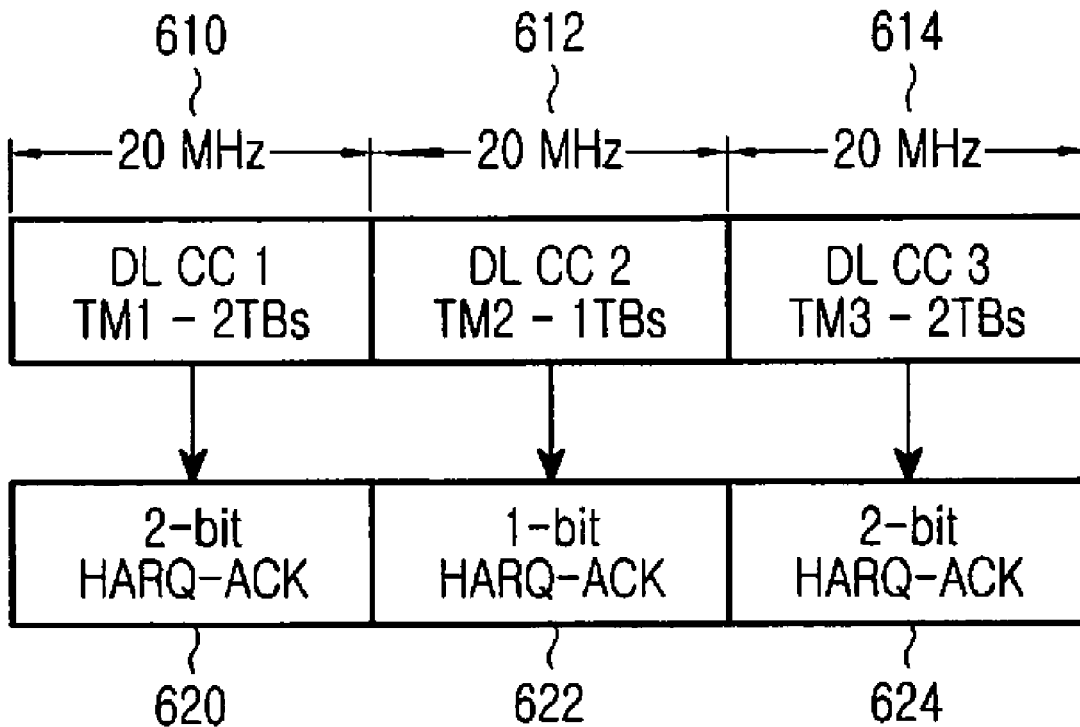 610 612 614
20 MHz 20 MHz 20 MHz
DL CC 1 DL CC 2 DL CC 3
TM1 - 2TBs TM2 - 1TBs TM3 - 2TBs
2-bit 1-bit 2-bit
HARQ-ACK HARQ-ACK HARQ-ACK
620 622 624